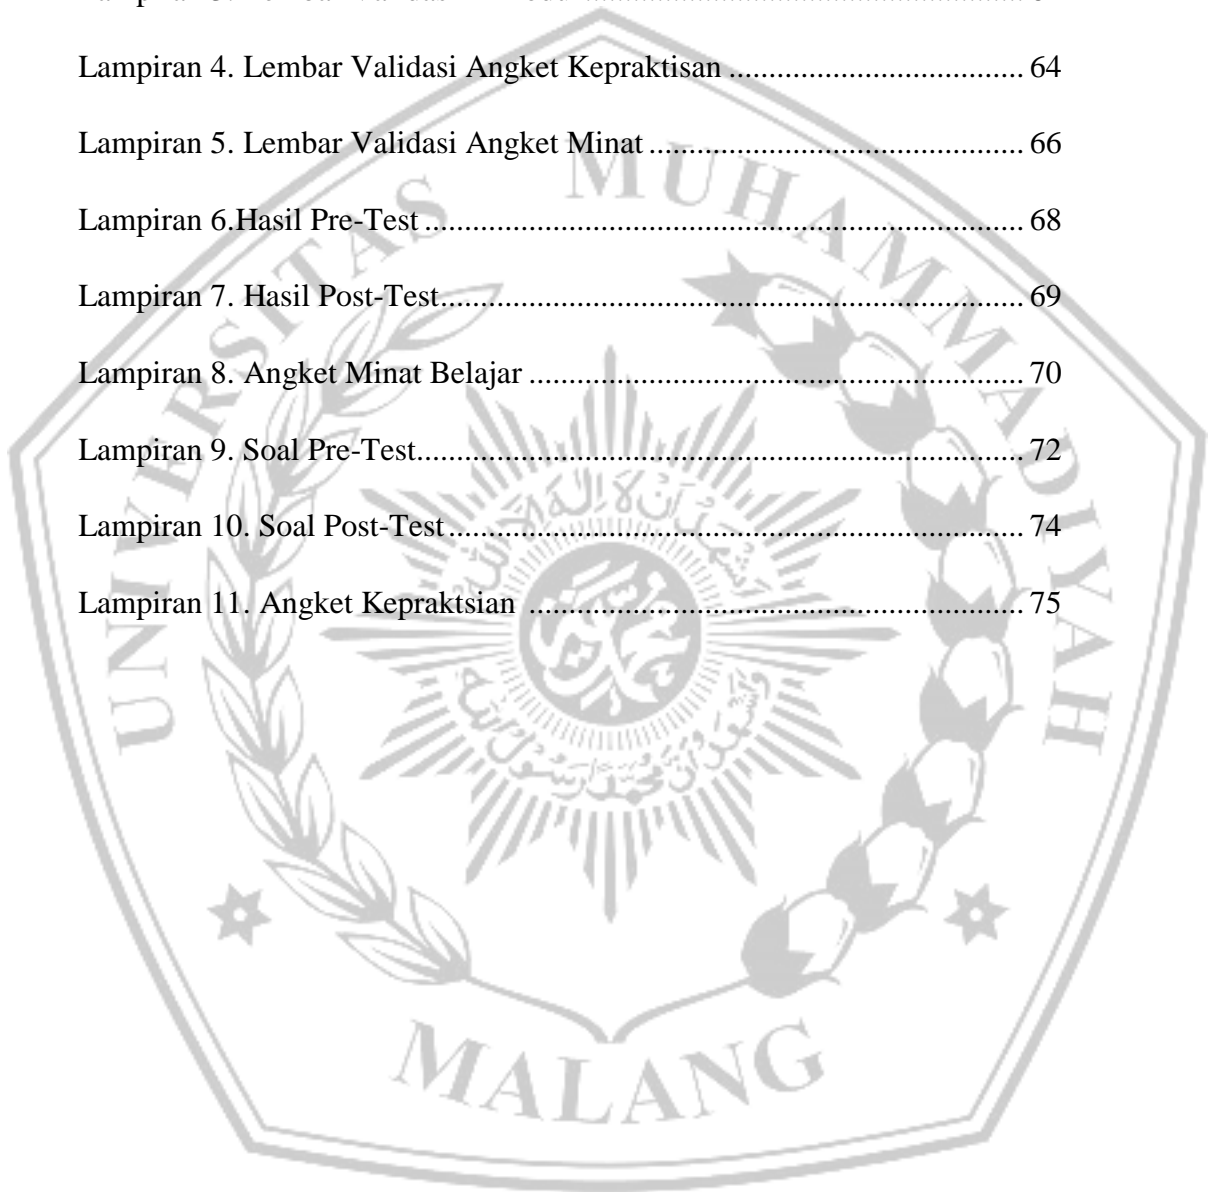 Lampiran 4. Lembar Validasi Angket Kepraktisan .................................... 64
Lampiran 5. Lembar Validasi Angket Minat .............................................. 66
Lampiran 6.Hasil Pre-Test .......................................................................... 68
Lampiran 7. Hasil Post-Test........................................................................ 69
Lampiran 8. Angket Minat Belajar ............................................................. 70
Lampiran 9. Soal Pre-Test........................................................................... 72
Lampiran 10. Soal Post-Test....................................................................... 74
Lampiran 11. Angket Kepraktsian ............................................................. 75
UNIVERSITAS MUHAMMADIYAH
MALANG